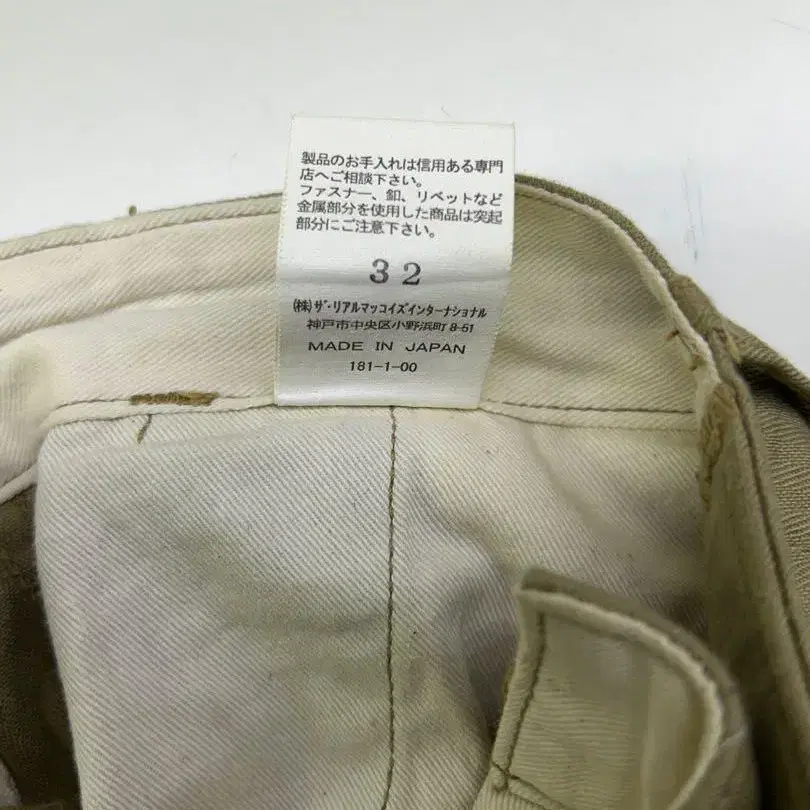 製品のお手入れは信用ある専門
店へご相談下さい。
ファスナー、釦、リベットなど
金属部分を使用した商品は突起
部分にご注意下さい。
32
(株)ザ・リアルマッコイズインターナショナル
神戸市中央区小野浜町 8-51
MADE IN JAPAN
181-1-00